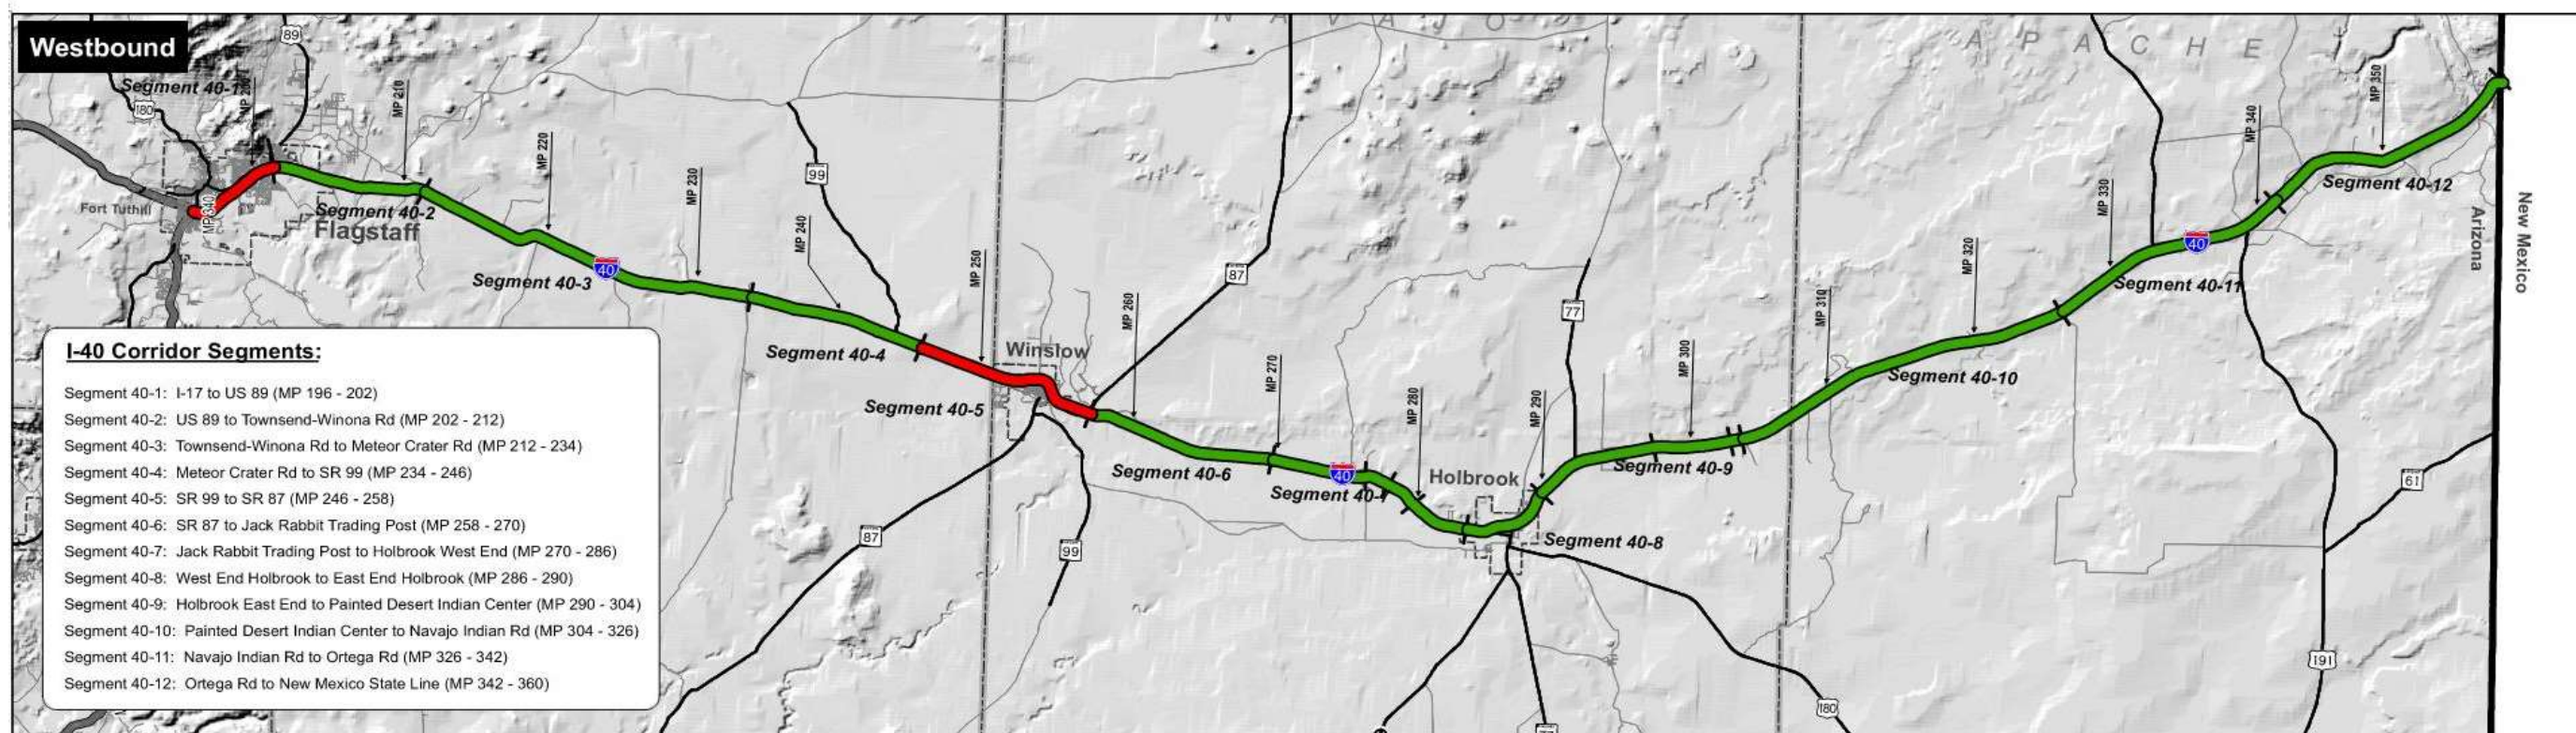 Westbound
N A V A J O
A P A C H E
89
Segment 40-1
180
MP 200
MP 210
MP 220
MP 230
99
MP 240
MP 250
MP 260
87
MP 270
MP 280
MP 290
77
MP 300
MP 310
MP 320
MP 330
MP 340
MP 350
Fort Tuthill
MP 340
Segment 40-2
Flagstaff
Segment 40-3
40
Segment 40-4
Winslow
Segment 40-5
Segment 40-6
40
Segment 40-7
Holbrook
Segment 40-8
Segment 40-9
Segment 40-10
Segment 40-11
40
Segment 40-12
Arizona
New Mexico
87
99
61
191
180
I-40 Corridor Segments:
Segment 40-1: I-17 to US 89 (MP 196 - 202)
Segment 40-2: US 89 to Townsend-Winona Rd (MP 202 - 212)
Segment 40-3: Townsend-Winona Rd to Meteor Crater Rd (MP 212 - 234)
Segment 40-4: Meteor Crater Rd to SR 99 (MP 234 - 246)
Segment 40-5: SR 99 to SR 87 (MP 246 - 258)
Segment 40-6: SR 87 to Jack Rabbit Trading Post (MP 258 - 270)
Segment 40-7: Jack Rabbit Trading Post to Holbrook West End (MP 270 - 286)
Segment 40-8: West End Holbrook to East End Holbrook (MP 286 - 290)
Segment 40-9: Holbrook East End to Painted Desert Indian Center (MP 290 - 304)
Segment 40-10: Painted Desert Indian Center to Navajo Indian Rd (MP 304 - 326)
Segment 40-11: Navajo Indian Rd to Ortega Rd (MP 326 - 342)
Segment 40-12: Ortega Rd to New Mexico State Line (MP 342 - 360)